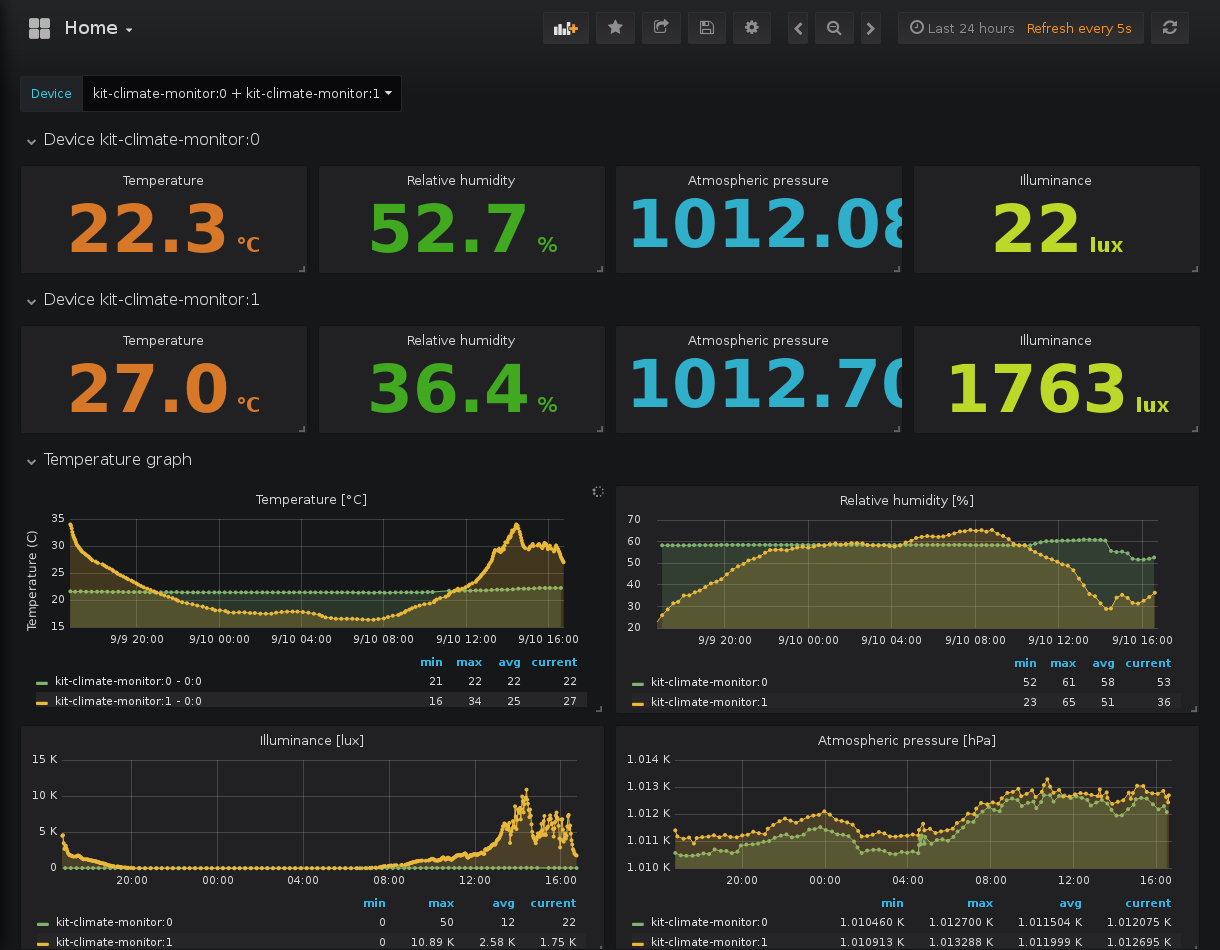 Home
Last 24 hours Refresh every 5s
Device kit-climate-monitor:0 + kit-climate-monitor:1
Device kit-climate-monitor:0
Temperature Relative humidity Atmospheric pressure Illuminance
22.3 °C 52.7 % 1012.08 22 lux
Device kit-climate-monitor:1
Temperature Relative humidity Atmospheric pressure Illuminance
27.0 °C 36.4 % 1012.70 1763 lux
Temperature graph
Temperature [°C]
Temperature (C)
35
30
25
20
15
9/9 20:00 9/10 00:00 9/10 04:00 9/10 08:00 9/10 12:00 9/10 16:00
min max avg current
kit-climate-monitor:0 - 0:0 21 22 22 22
kit-climate-monitor:1 - 0:0 16 34 25 27
Relative humidity [%]
70
60
50
40
30
20
9/9 20:00 9/10 00:00 9/10 04:00 9/10 08:00 9/10 12:00 9/10 16:00
min max avg current
kit-climate-monitor:0 52 61 58 53
kit-climate-monitor:1 23 65 51 36
Illuminance [lux]
15 K
10 K
5 K
0
20:00 00:00 04:00 08:00 12:00 16:00
min max avg current
kit-climate-monitor:0 0 50 12 22
kit-climate-monitor:1 0 10.89 K 2.58 K 1.75 K
Atmospheric pressure [hPa]
1.014 K
1.013 K
1.012 K
1.011 K
1.010 K
20:00 00:00 04:00 08:00 12:00 16:00
min max avg current
kit-climate-monitor:0 1.010460 K 1.012700 K 1.011504 K 1.012075 K
kit-climate-monitor:1 1.010913 K 1.013288 K 1.011999 K 1.012695 K